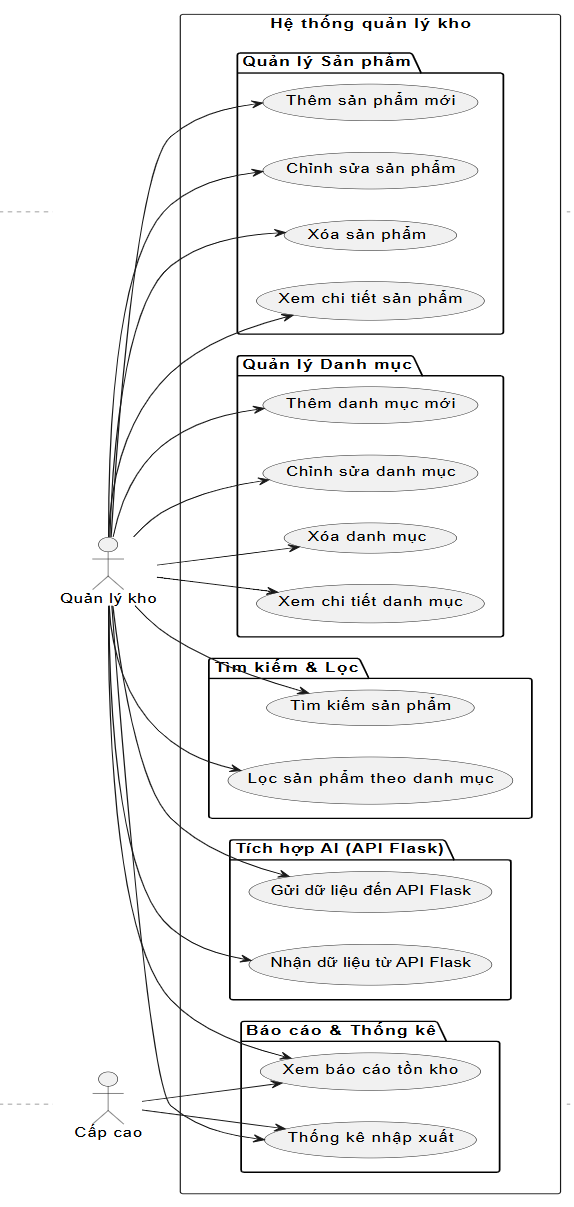 Hệ thống quản lý kho
Quản lý Sản phẩm
Thêm sản phẩm mới
Chỉnh sửa sản phẩm
Xóa sản phẩm
Xem chi tiết sản phẩm
Quản lý Danh mục
Thêm danh mục mới
Chỉnh sửa danh mục
Xóa danh mục
Xem chi tiết danh mục
Quản lý kho
Tìm kiếm & Lọc
Tìm kiếm sản phẩm
Lọc sản phẩm theo danh mục
Tích hợp AI (API Flask)
Gửi dữ liệu đến API Flask
Nhận dữ liệu từ API Flask
Báo cáo & Thống kê
Xem báo cáo tồn kho
Thống kê nhập xuất
Cấp cao